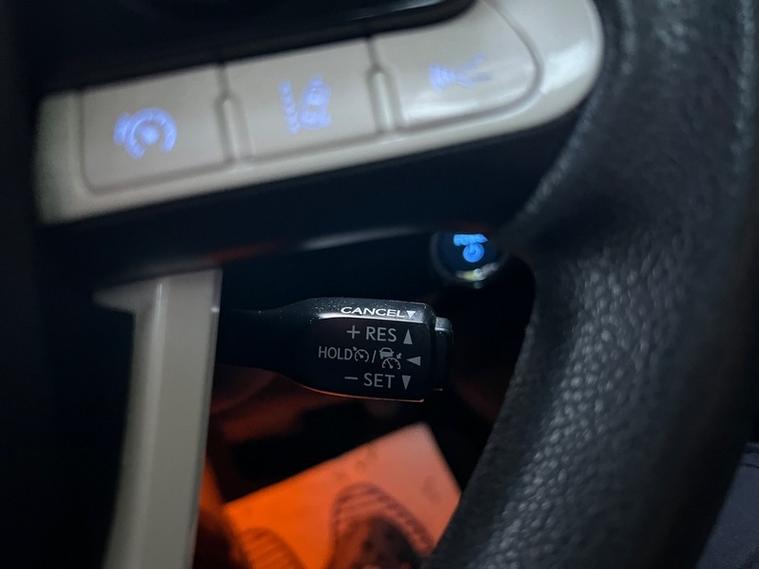 CANCEL▼
+ RES ▲
HOLD / ◄
− SET ▼